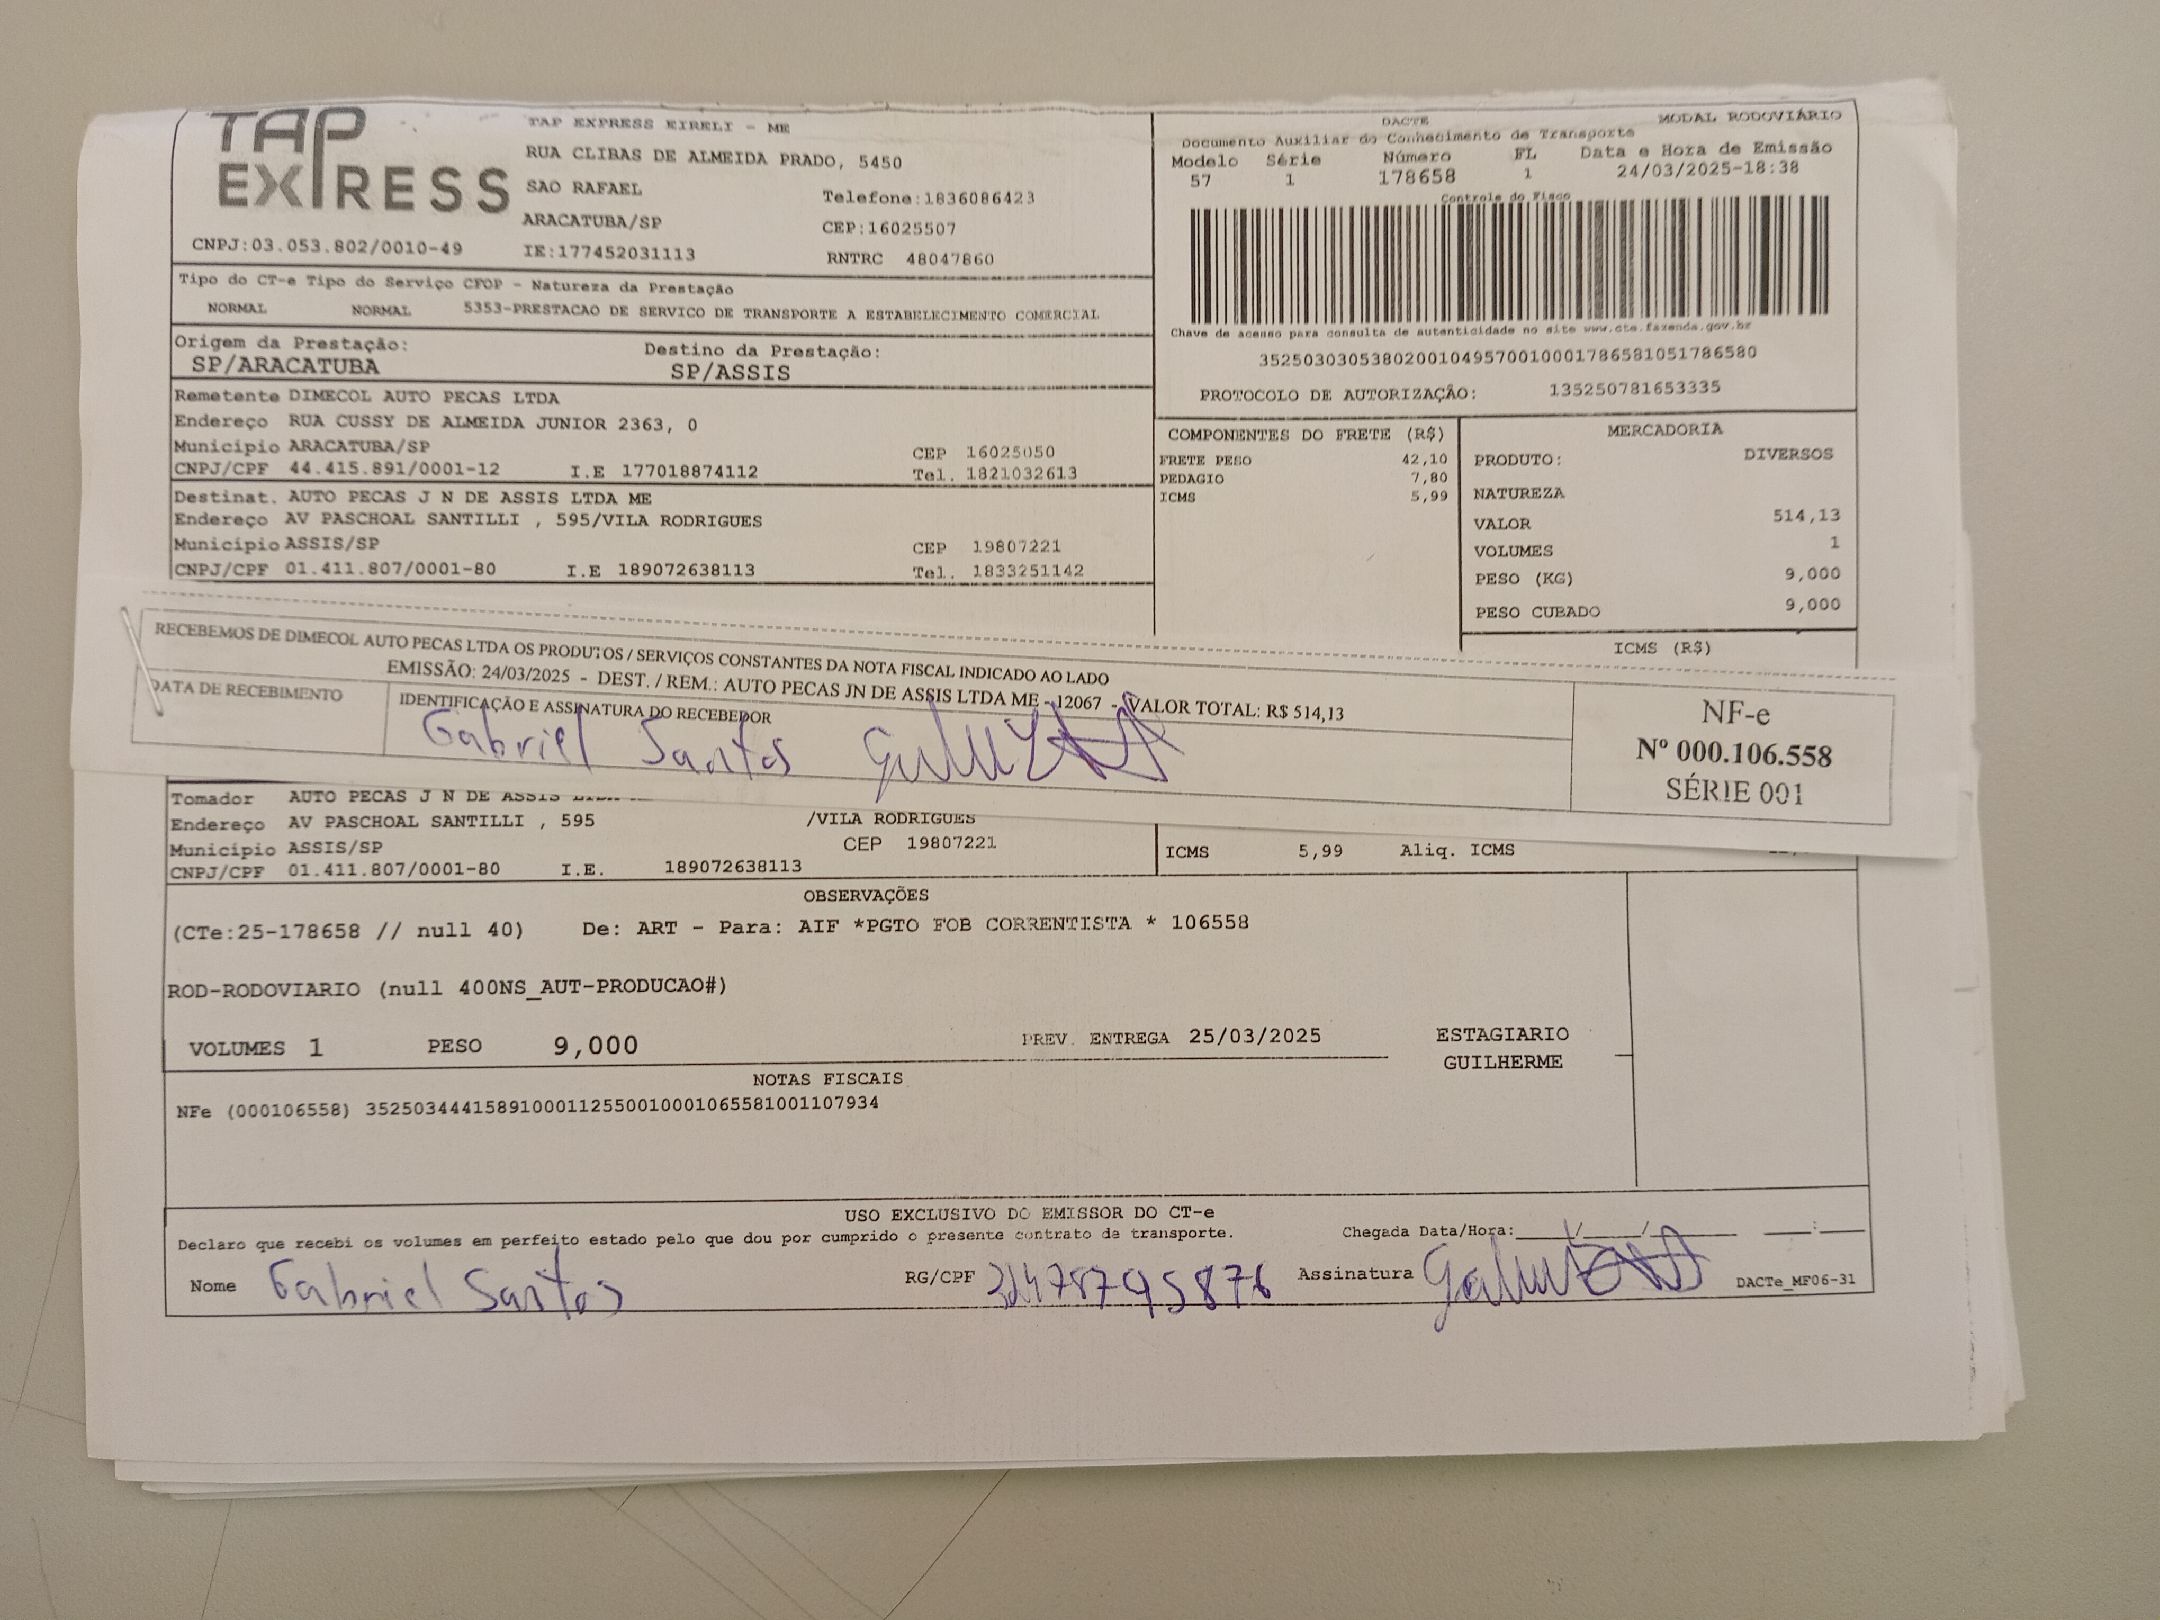 TAP
EXPRESS
TAP EXPRESS EIRELI - ME
RUA CLIBAS DE ALMEIDA PRADO, 5450
SAO RAFAEL Telefone:1836086423
ARACATUBA/SP CEP:16025507
CNPJ:03.053.802/0010-49 IE:177452031113 RNTRC 48047860
DACTE MODAL RODOVIÁRIO
Documento Auxiliar do Conhecimento de Transporte
Modelo Série Número FL Data e Hora de Emissão
57 1 178658 1 24/03/2025-18:38
Controle do Fisco
Chave de acesso para consulta de autenticidade no site www.cte.fazenda.gov.br
35250303053802001049570010001786581051786580
PROTOCOLO DE AUTORIZAÇÃO: 135250781653335
Tipo do CT-e Tipo do Serviço CFOP - Natureza da Prestação
NORMAL NORMAL 5353-PRESTACAO DE SERVICO DE TRANSPORTE A ESTABELECIMENTO COMERCIAL
Origem da Prestação: Destino da Prestação:
SP/ARACATUBA SP/ASSIS
Remetente DIMECOL AUTO PECAS LTDA
Endereço RUA CUSSY DE ALMEIDA JUNIOR 2363, 0
Município ARACATUBA/SP CEP 16025050
CNPJ/CPF 44.415.891/0001-12 I.E 177018874112 Tel. 1821032613
Destinat. AUTO PECAS J N DE ASSIS LTDA ME
Endereço AV PASCHOAL SANTILLI , 595/VILA RODRIGUES
Município ASSIS/SP CEP 19807221
CNPJ/CPF 01.411.807/0001-80 I.E 189072638113 Tel. 1833251142
COMPONENTES DO FRETE (R$)
FRETE PESO 42,10
PEDAGIO 7,80
ICMS 5,99
MERCADORIA
PRODUTO: DIVERSOS
NATUREZA
VALOR 514,13
VOLUMES 1
PESO (KG) 9,000
PESO CUBADO 9,000
ICMS (R$)
RECEBEMOS DE DIMECOL AUTO PECAS LTDA OS PRODUTOS / SERVIÇOS CONSTANTES DA NOTA FISCAL INDICADO AO LADO
EMISSÃO: 24/03/2025 - DEST. / REM.: AUTO PECAS JN DE ASSIS LTDA ME - 12067 - VALOR TOTAL: R$ 514,13
DATA DE RECEBIMENTO IDENTIFICAÇÃO E ASSINATURA DO RECEBEDOR
Gabriel Santos
NF-e
Nº 000.106.558
SÉRIE 001
Tomador AUTO PECAS J N DE ASSIS
Endereço AV PASCHOAL SANTILLI , 595 /VILA RODRIGUES
Município ASSIS/SP CEP 19807221
CNPJ/CPF 01.411.807/0001-80 I.E. 189072638113
ICMS 5,99 Aliq. ICMS
OBSERVAÇÕES
(CTe:25-178658 // null 40) De: ART - Para: AIF *PGTO FOB CORRENTISTA * 106558
ROD-RODOVIARIO (null 400NS_AUT-PRODUCAO#)
VOLUMES 1 PESO 9,000 PREV. ENTREGA 25/03/2025 ESTAGIARIO
GUILHERME
NOTAS FISCAIS
NFe (000106558) 35250344415891000112550010001065581001107934
USO EXCLUSIVO DO EMISSOR DO CT-e
Declaro que recebi os volumes em perfeito estado pelo que dou por cumprido o presente contrato de transporte. Chegada Data/Hora:____/____/____ ____:____
Nome Gabriel Santos RG/CPF Assinatura DACTe_MF06-31